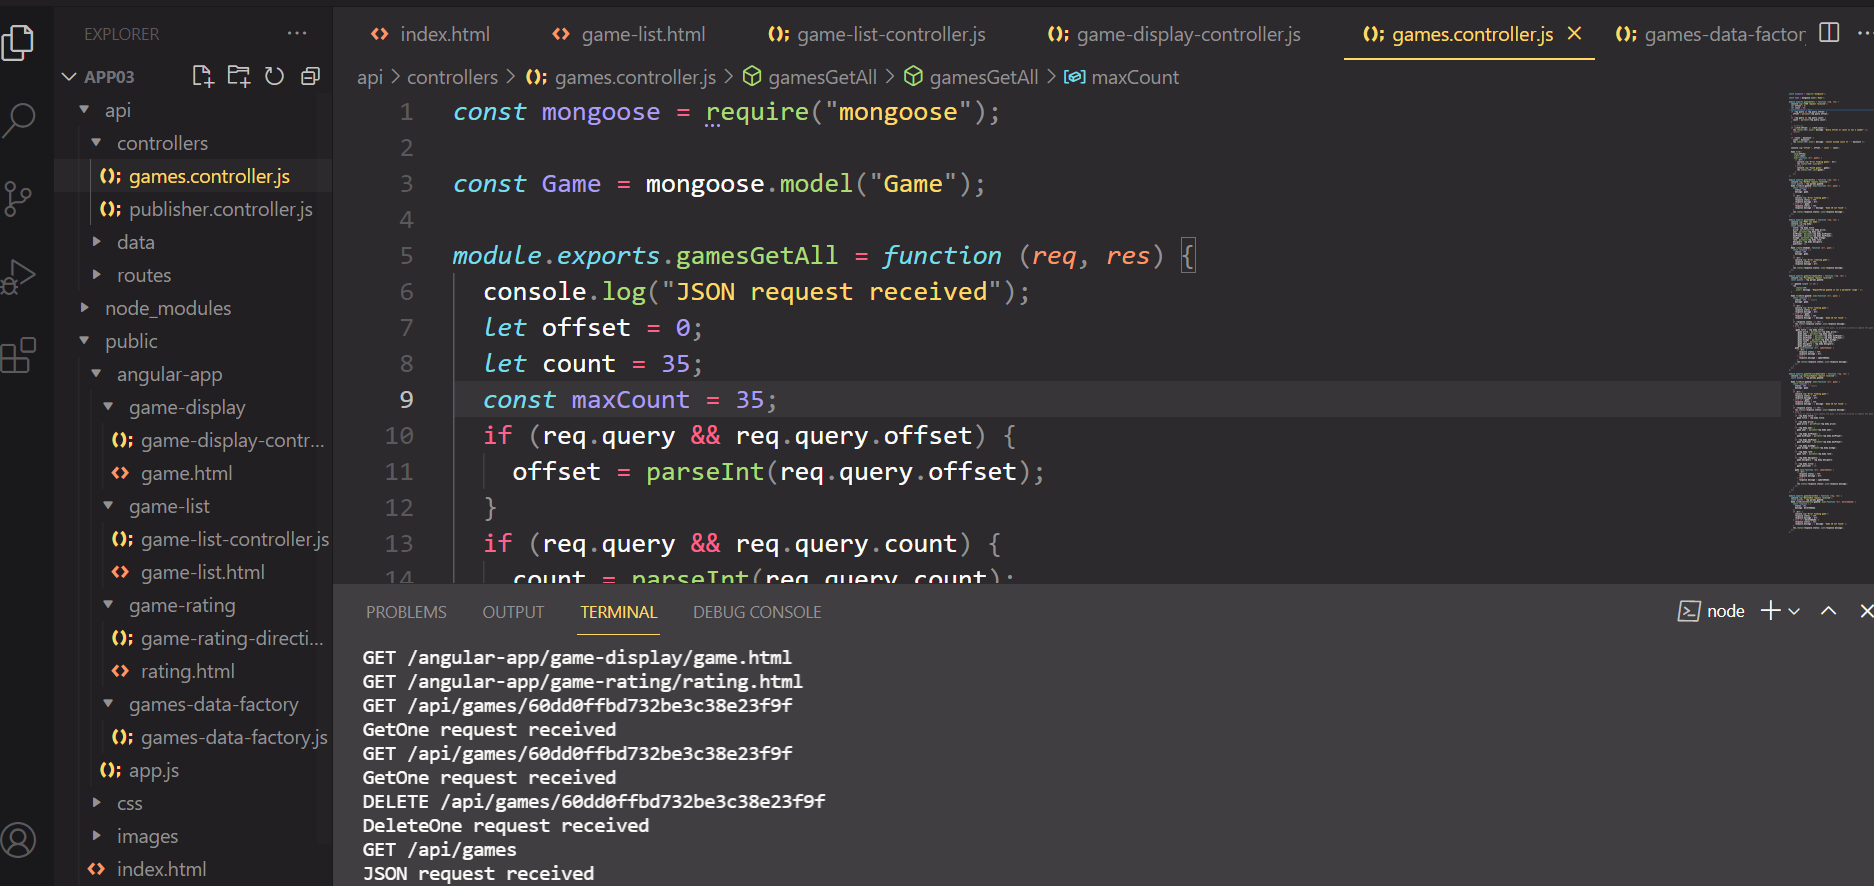 EXPLORER
APP03
api
controllers
games.controller.js
publisher.controller.js
data
routes
node_modules
public
angular-app
game-display
game-display-contr...
game.html
game-list
game-list-controller.js
game-list.html
game-rating
game-rating-directi...
rating.html
games-data-factory
games-data-factory.js
app.js
css
images
index.html
index.html game-list.html game-list-controller.js game-display-controller.js games.controller.js games-data-factor
api > controllers > games.controller.js > gamesGetAll > gamesGetAll > maxCount
1 const mongoose = require("mongoose");
2
3 const Game = mongoose.model("Game");
4
5 module.exports.gamesGetAll = function (req, res) {
6 console.log("JSON request received");
7 let offset = 0;
8 let count = 35;
9 const maxCount = 35;
10 if (req.query && req.query.offset) {
11 offset = parseInt(req.query.offset);
12 }
13 if (req.query && req.query.count) {
14 count = parseInt(req.query.count);
PROBLEMS OUTPUT TERMINAL DEBUG CONSOLE node
GET /angular-app/game-display/game.html
GET /angular-app/game-rating/rating.html
GET /api/games/60dd0ffbd732be3c38e23f9f
GetOne request received
GET /api/games/60dd0ffbd732be3c38e23f9f
GetOne request received
DELETE /api/games/60dd0ffbd732be3c38e23f9f
DeleteOne request received
GET /api/games
JSON request received